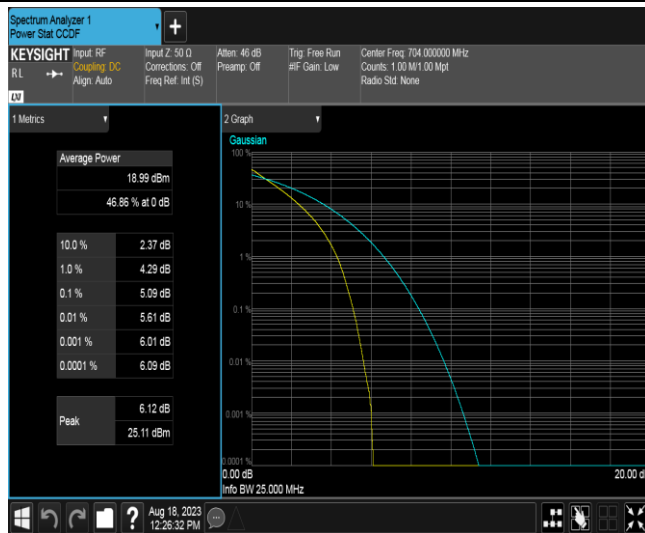 Spectrum Analyzer 1
Power Stat CCDF
+
KEYSIGHT Input: RF Input Z: 50 Ω Atten: 46 dB Trig: Free Run Center Freq: 704.000000 MHz
RL Coupling: DC Corrections: Off Preamp: Off #IF Gain: Low Counts: 1.00 M/1.00 Mpt
Align: Auto Freq Ref: Int (S) Radio Std: None
LXI
1 Metrics 2 Graph
Gaussian
Average Power
18.99 dBm
46.86 % at 0 dB
10.0 % 2.37 dB
1.0 % 4.29 dB
0.1 % 5.09 dB
0.01 % 5.61 dB
0.001 % 6.01 dB
0.0001 % 6.09 dB
Peak 6.12 dB
25.11 dBm
100 %
10 %
1 %
0.1 %
0.01 %
0.001 %
0.0001 %
0.00 dB 20.00 d
Info BW 25.000 MHz
? Aug 18, 2023
12:26:32 PM